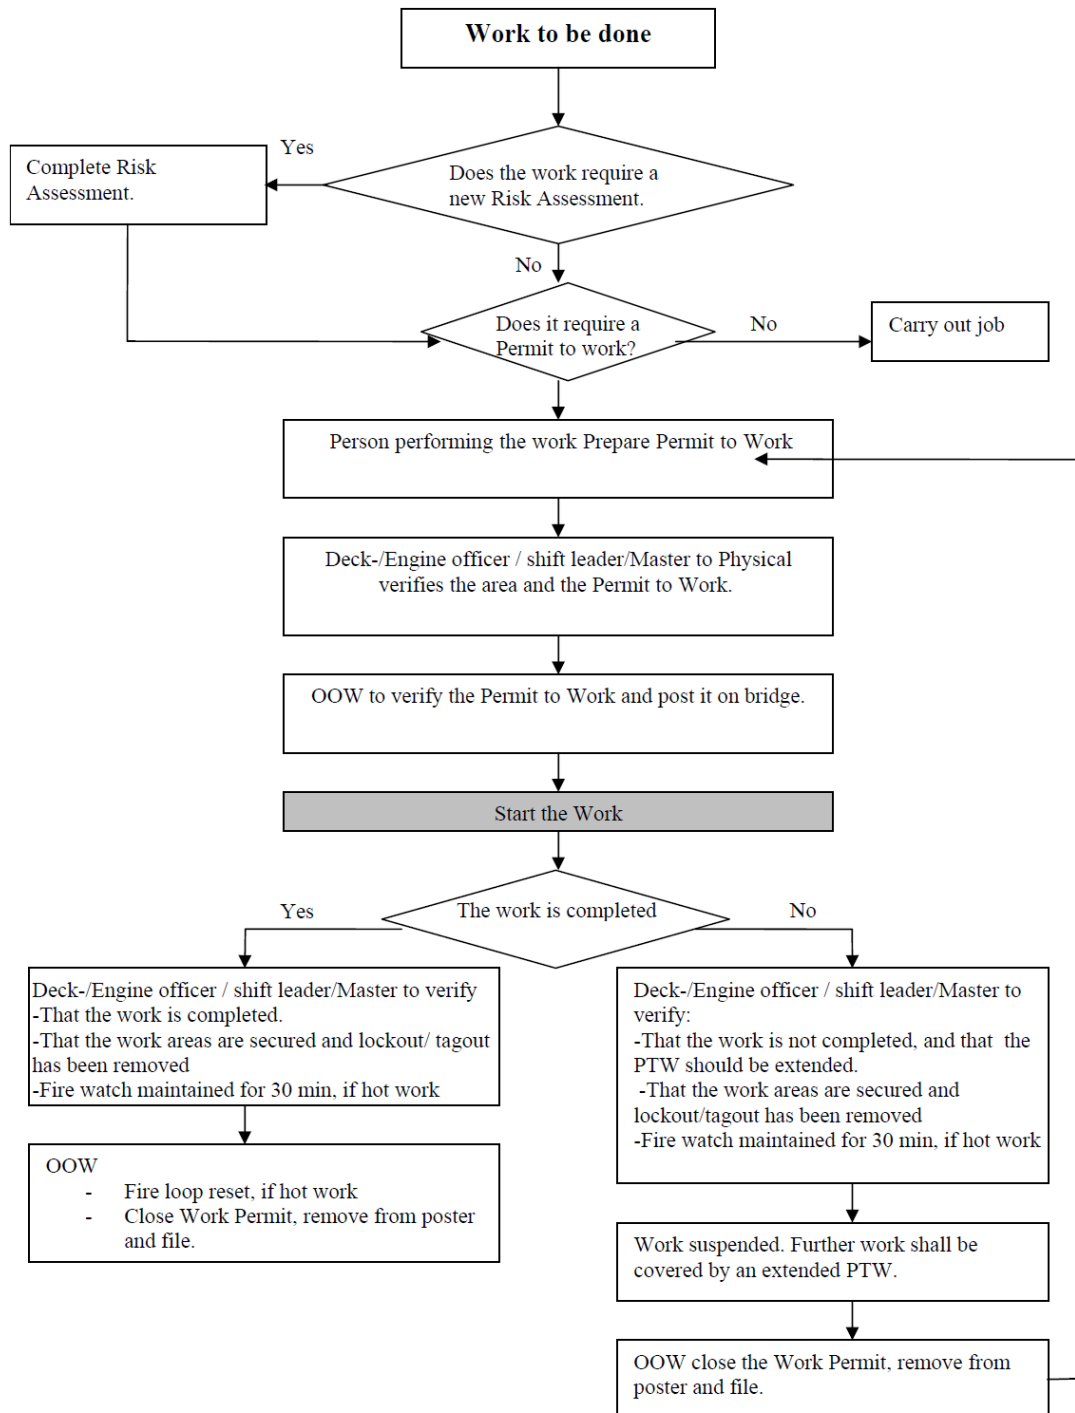 Work to be done
Yes
Complete Risk
Assessment.
Does the work require a
new Risk Assessment.
No
Does it require a
Permit to work?
No
Carry out job
Person performing the work Prepare Permit to Work
Deck-/Engine officer / shift leader/Master to Physical
verifies the area and the Permit to Work.
OOW to verify the Permit to Work and post it on bridge.
Start the Work
The work is completed
Yes
No
Deck-/Engine officer / shift leader/Master to verify
-That the work is completed.
-That the work areas are secured and lockout/ tagout
has been removed
-Fire watch maintained for 30 min, if hot work
OOW
- Fire loop reset, if hot work
- Close Work Permit, remove from poster
and file.
Deck-/Engine officer / shift leader/Master to
verify:
-That the work is not completed, and that the
PTW should be extended.
-That the work areas are secured and
lockout/tagout has been removed
-Fire watch maintained for 30 min, if hot work
Work suspended. Further work shall be
covered by an extended PTW.
OOW close the Work Permit, remove from
poster and file.